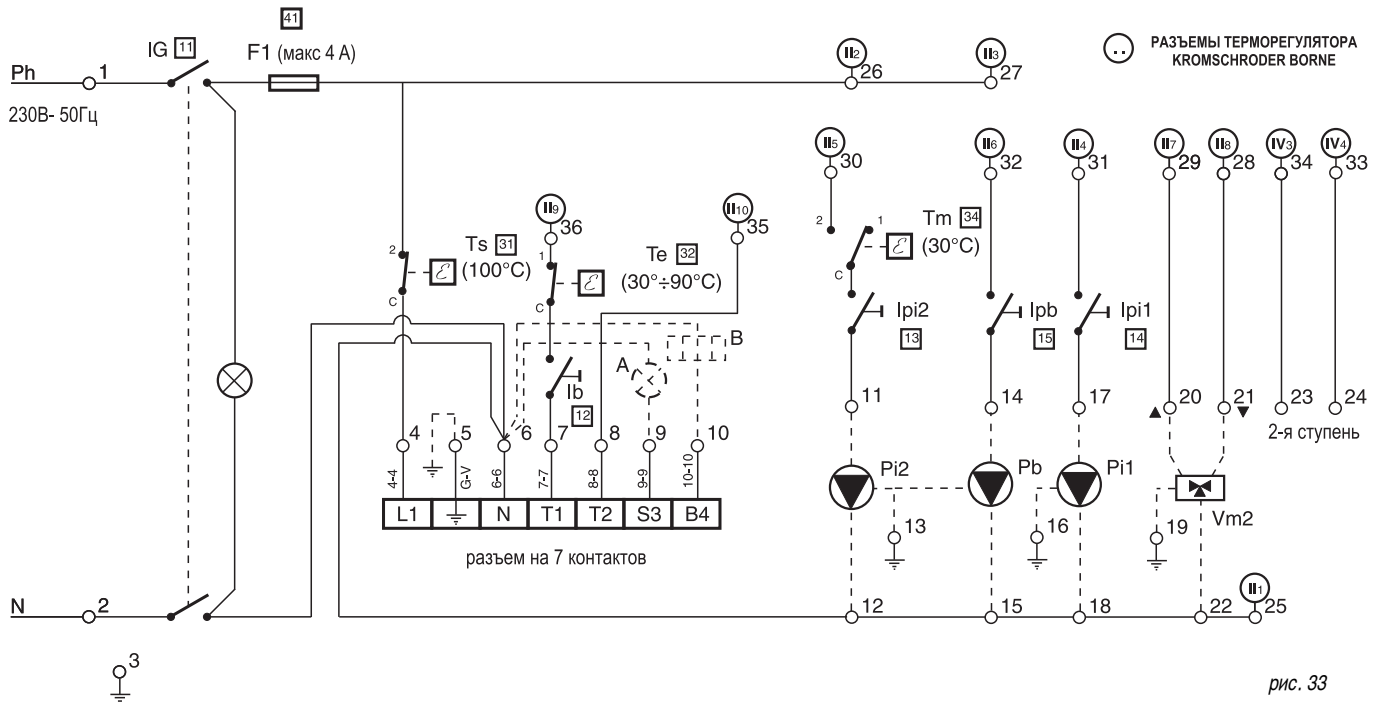 41
IG 11
F1 (макс 4 А)
Ph
1
230В- 50Гц
II2
26
II3
27
.. РАЗЪЕМЫ ТЕРМОРЕГУЛЯТОРА
KROMSCHRODER BORNE
II5
30
II6
32
II4
31
II7
29
II8
28
IV3
34
IV4
33
II9
36
II10
35
2
Ts 31
(100°C)
C
1
Te 32
(30°÷90°C)
C
2
1
Tm 34
(30°C)
C
Ipi2
13
Ipb
15
Ipi1
14
A
B
Ib
12
11
14
17
20
21
23
24
2-я ступень
4
5
6
7
8
9
10
4-4
G-V
6-6
7-7
8-8
9-9
10-10
L1
N
T1
T2
S3
B4
разъем на 7 контактов
Pi2
Pb
Pi1
Vm2
13
16
19
N
2
12
15
18
22
II1
25
3
рис. 33